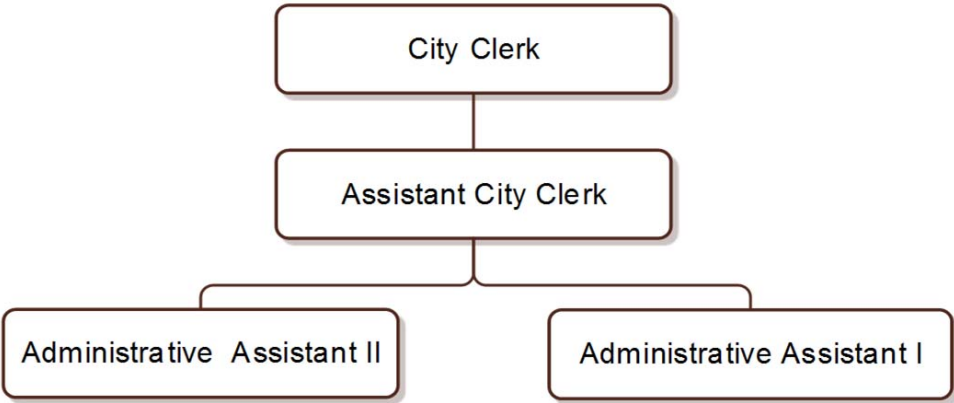 City Clerk
Assistant City Clerk
Administrative Assistant II
Administrative Assistant I